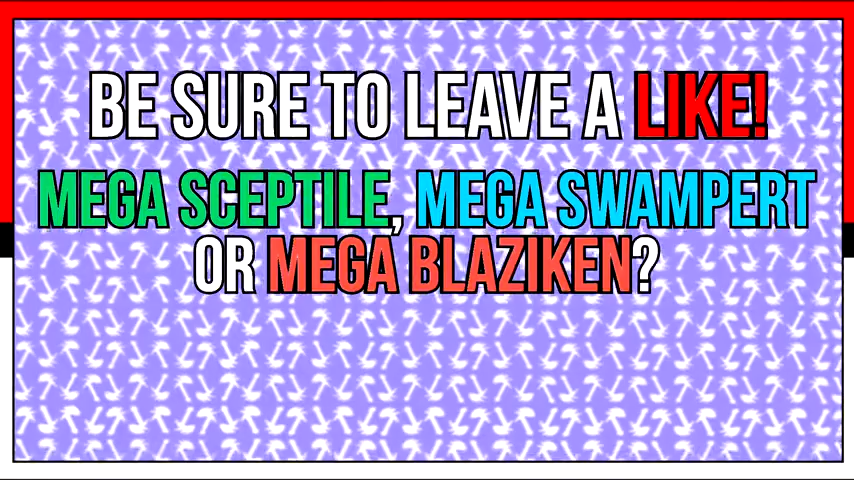 BE SURE TO LEAVE A LIKE!
MEGA SCEPTILE, MEGA SWAMPERT
OR MEGA BLAZIKEN?